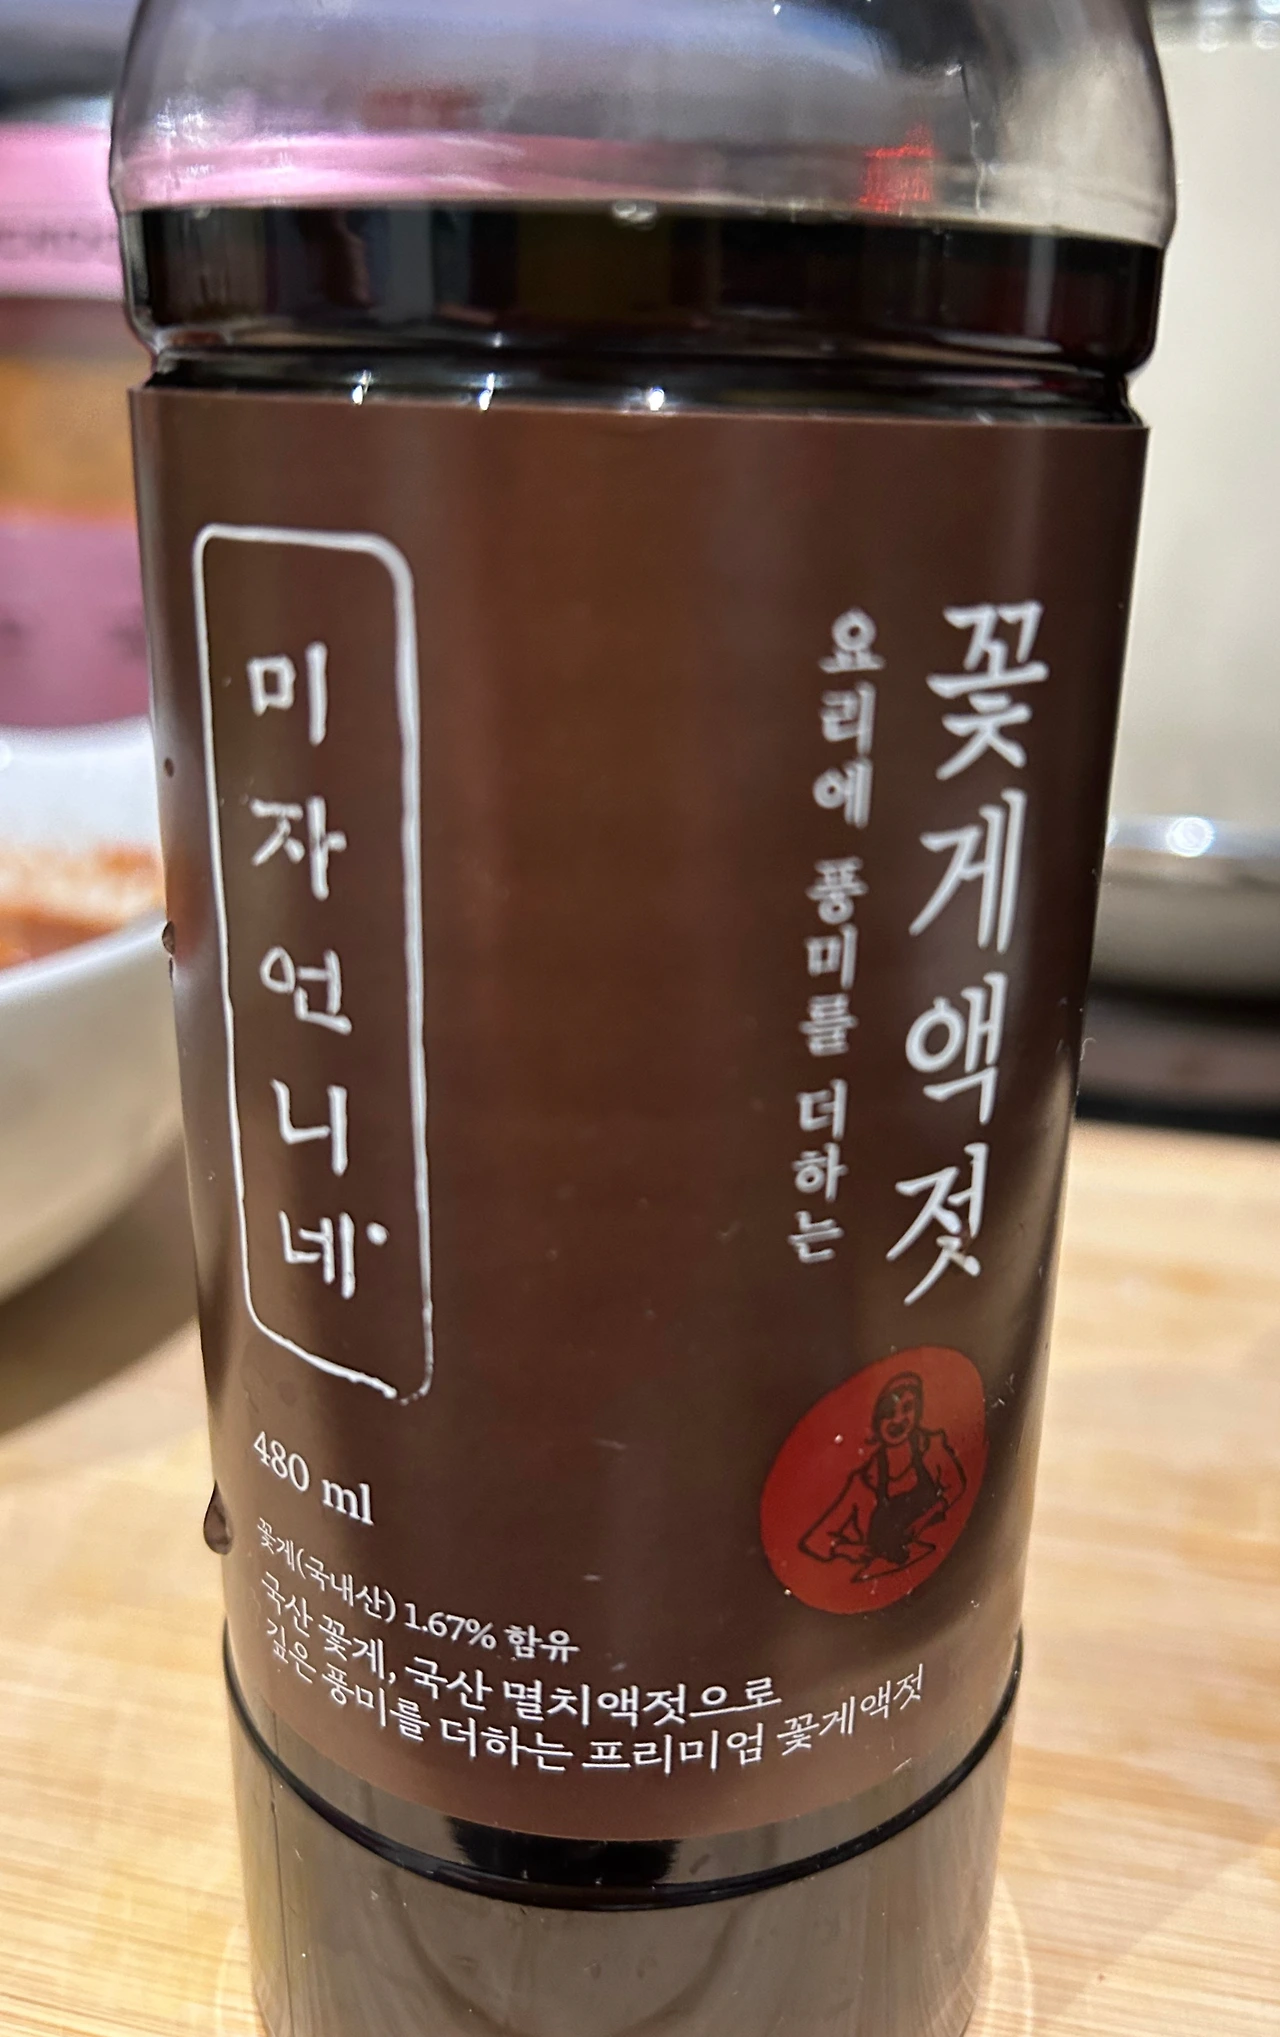 꽃게액젓
요리에 풍미를 더하는
미자언니네
480 ml
꽃게(국내산) 1.67% 함유
국산 꽃게, 국산 멸치액젓으로
깊은 풍미를 더하는 프리미엄 꽃게액젓